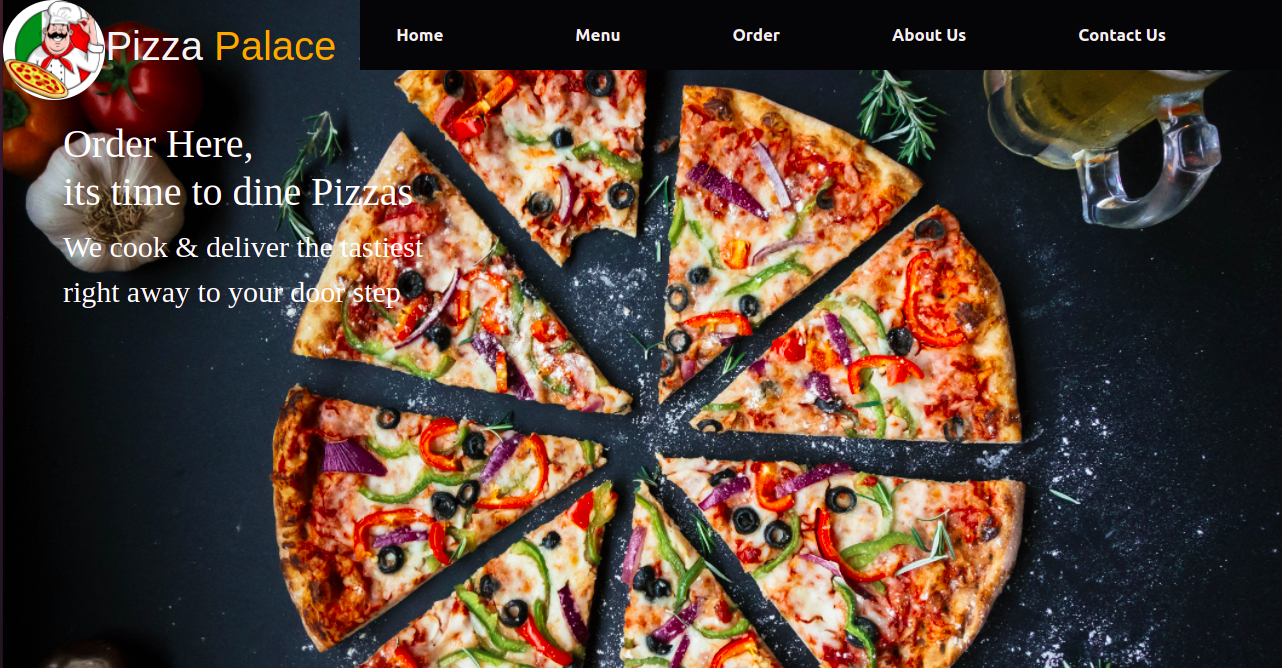 Pizza Palace
Home Menu Order About Us Contact Us
Order Here,
its time to dine Pizzas
We cook & deliver the tastiest
right away to your door step